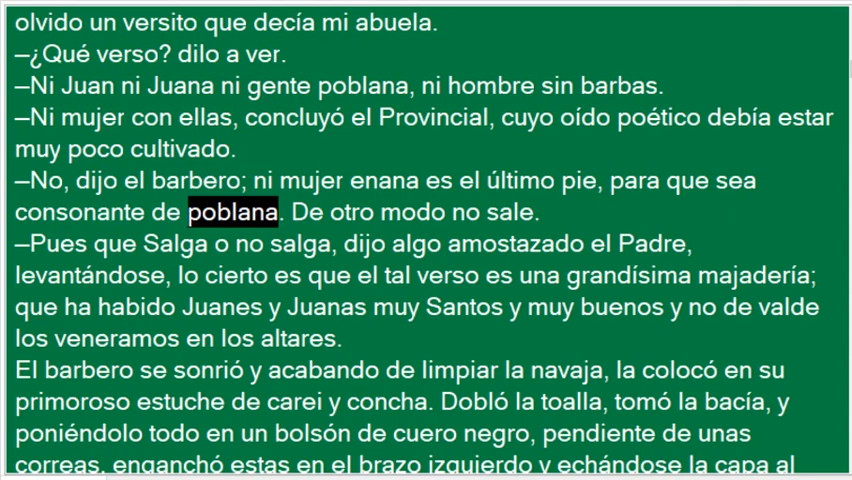 olvido un versito que decía mi abuela.
—¿Qué verso? dilo a ver.
—Ni Juan ni Juana ni gente poblana, ni hombre sin barbas.
—Ni mujer con ellas, concluyó el Provincial, cuyo oído poético debía estar
muy poco cultivado.
—No, dijo el barbero; ni mujer enana es el último pie, para que sea
consonante de poblana. De otro modo no sale.
—Pues que Salga o no salga, dijo algo amostazado el Padre,
levantándose, lo cierto es que el tal verso es una grandísima majadería;
que ha habido Juanes y Juanas muy Santos y muy buenos y no de valde
los veneramos en los altares.
El barbero se sonrió y acabando de limpiar la navaja, la colocó en su
primoroso estuche de carei y concha. Dobló la toalla, tomó la bacía, y
poniéndolo todo en un bolsón de cuero negro, pendiente de unas
correas, enganchó estas en el brazo izquierdo y echándose la capa al